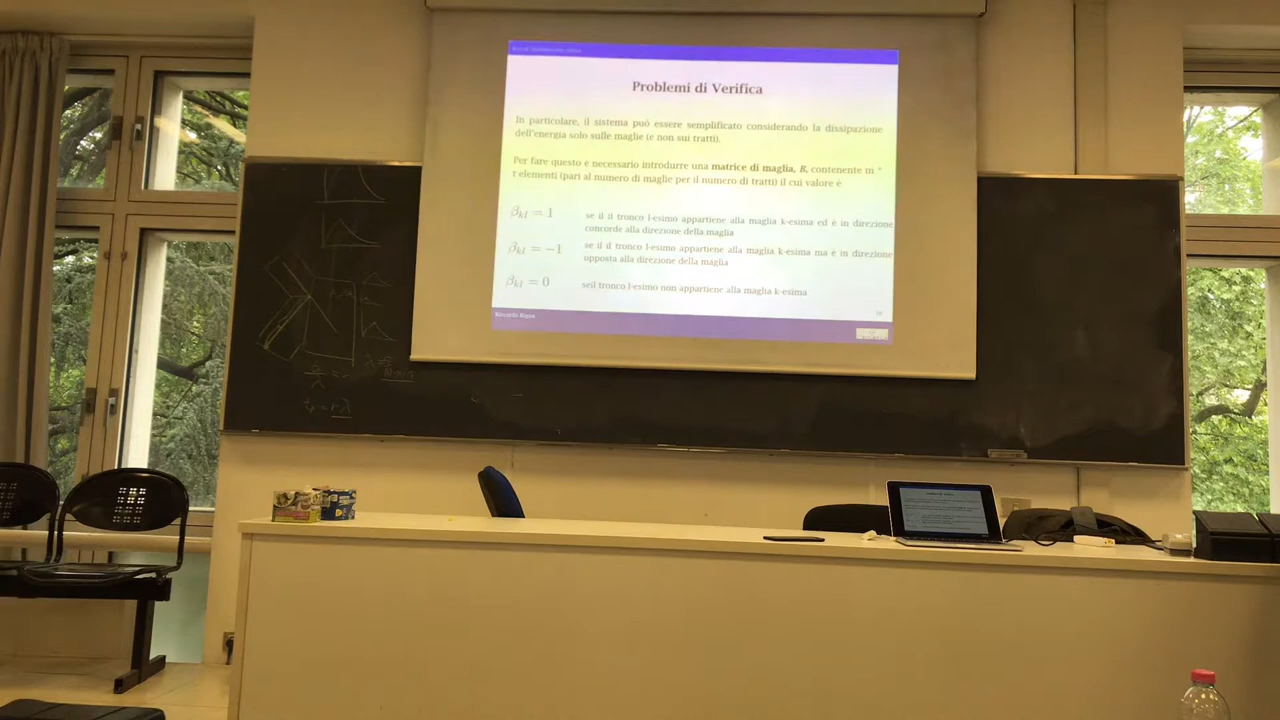 Problemi di Verifica
In particolare, il sistema può essere semplificato considerando la dissipazione
dell'energia solo sulle maglie (e non sui tratti).
Per fare questo è necessario introdurre una matrice di maglia, B, contenente m *
t elementi (pari al numero di maglie per il numero di tratti) il cui valore è
βkl = 1
se il il tronco l-esimo appartiene alla maglia k-esima ed è in direzione
concorde alla direzione della maglia
βkl = −1
se il il tronco l-esimo appartiene alla maglia k-esima ma è in direzione
opposta alla direzione della maglia
βkl = 0
seil tronco l-esimo non appartiene alla maglia k-esima
Riccardo Rigon